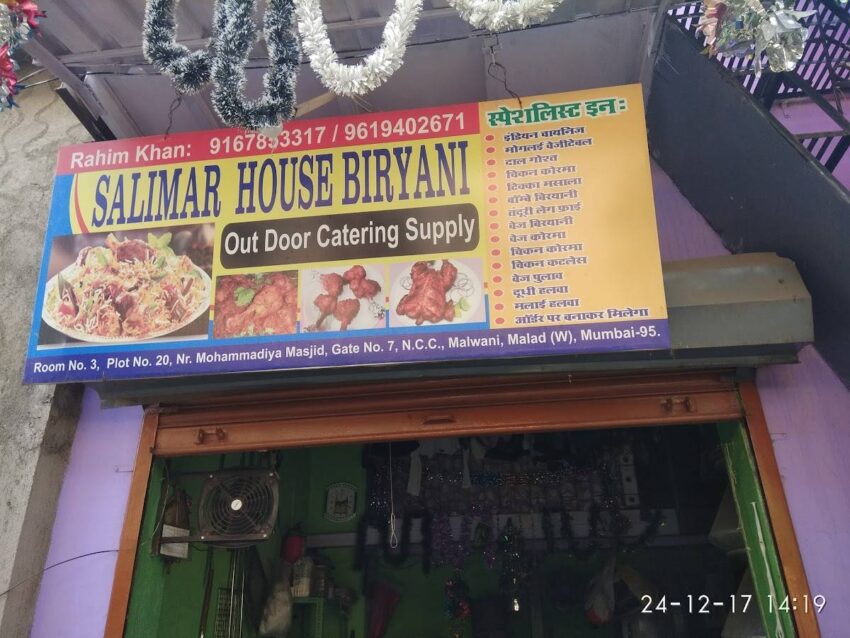 Rahim Khan: 9167853317 / 9619402671
SALIMAR HOUSE BIRYANI
Out Door Catering Supply
स्पेशलिस्ट इन :
इंडियन चायनिज
मोगलई वेजीटेबल
दाल गोश्त
चिकन कोरमा
टिक्का मसाला
बॉम्बे बिरयानी
तंदूरी लेग फ्राई
वेज बिरयानी
वेज कोरमा
चिकन कोरमा
चिकन कटलेस
वेज पुलाव
दूधी हलवा
मलाई हलवा
ऑर्डर पर बनाकर मिलेगा
Room No. 3, Plot No. 20, Nr. Mohammadiya Masjid, Gate No. 7, N.C.C., Malwani, Malad (W), Mumbai-95.
24-12-17 14:19